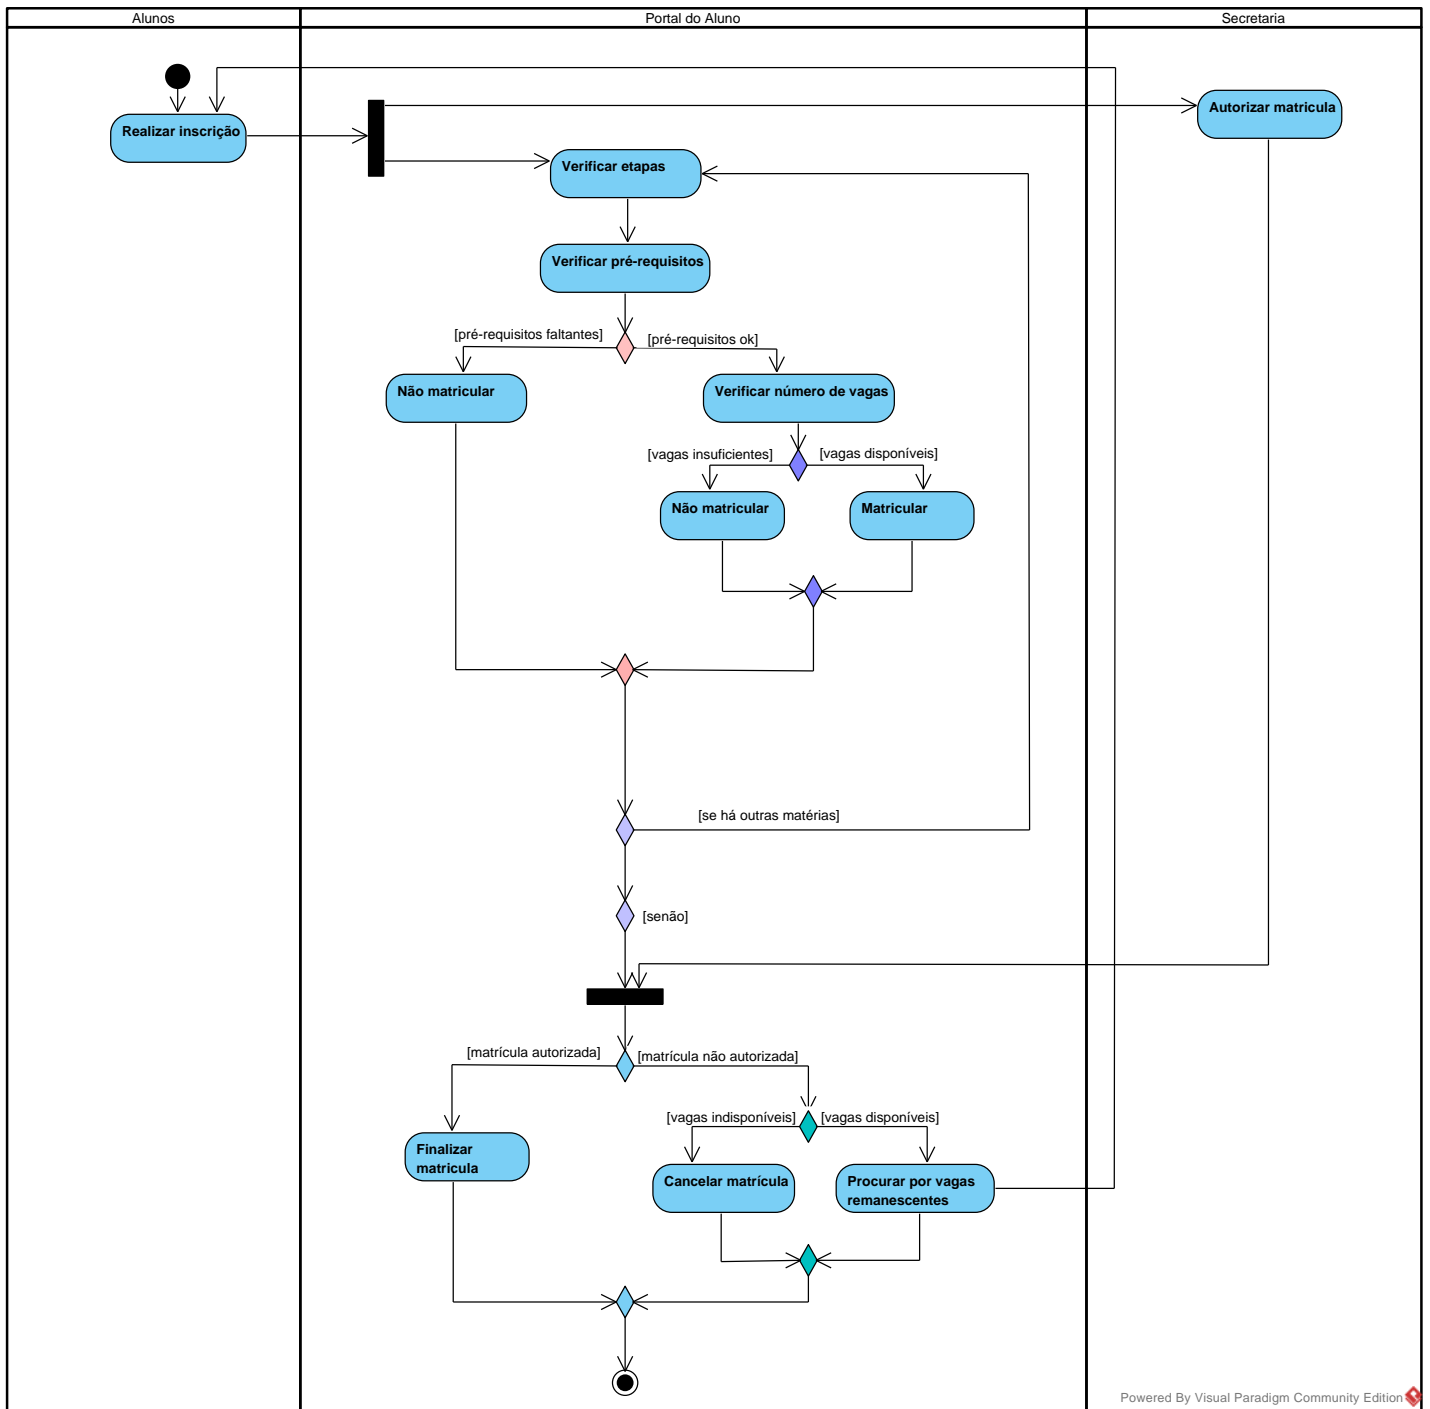 Alunos
Portal do Aluno
Secretaria
Autorizar matricula
Realizar inscrição
Verificar etapas
Verificar pré-requisitos
[pré-requisitos faltantes]
[pré-requisitos ok]
Não matricular
Verificar número de vagas
[vagas insuficientes]
[vagas disponíveis]
Não matricular
Matricular
[se há outras matérias]
[senão]
[matrícula autorizada]
[matrícula não autorizada]
[vagas indisponíveis]
[vagas disponíveis]
Finalizar
matricula
Cancelar matrícula
Procurar por vagas
remanescentes
Powered By Visual Paradigm Community Edition